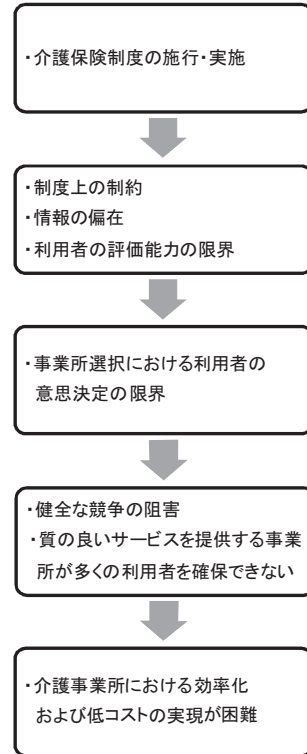 ・介護保険制度の施行・実施
・制度上の制約
・情報の偏在
・利用者の評価能力の限界
・事業所選択における利用者の
意思決定の限界
・健全な競争の阻害
・質の良いサービスを提供する事業
所が多くの利用者を確保できない
・介護事業所における効率化
および低コストの実現が困難